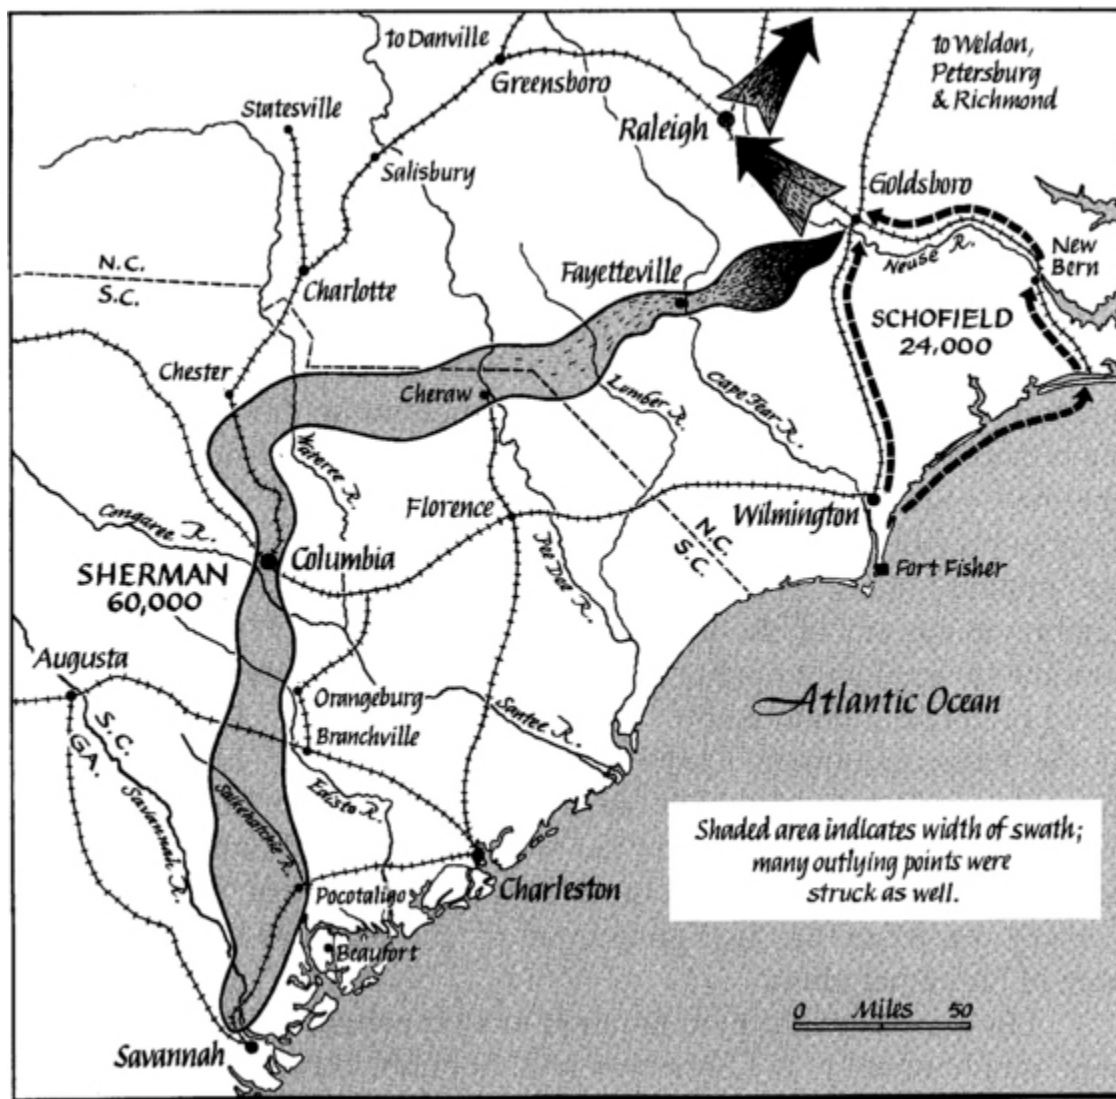 to Danville
Greensboro
to Weldon,
Petersburg
& Richmond
Statesville
Raleigh
Salisbury
Goldsboro
New
Bern
Neuse R.
N.C.
S.C.
Charlotte
Fayetteville
SCHOFIELD
24,000
Chester
Cheraw
Lumber R.
Cape Fear R.
Wateree R.
Florence
Wilmington
N.C.
S.C.
Congaree R.
Columbia
Pee Dee R.
Fort Fisher
SHERMAN
60,000
Augusta
Orangeburg
Santee R.
Atlantic Ocean
S.C.
GA.
Branchville
Edisto R.
Savannah R.
Salkehatchie R.
Shaded area indicates width of swath;
many outlying points were
struck as well.
Pocotaligo
Charleston
Beaufort
0 Miles 50
Savannah